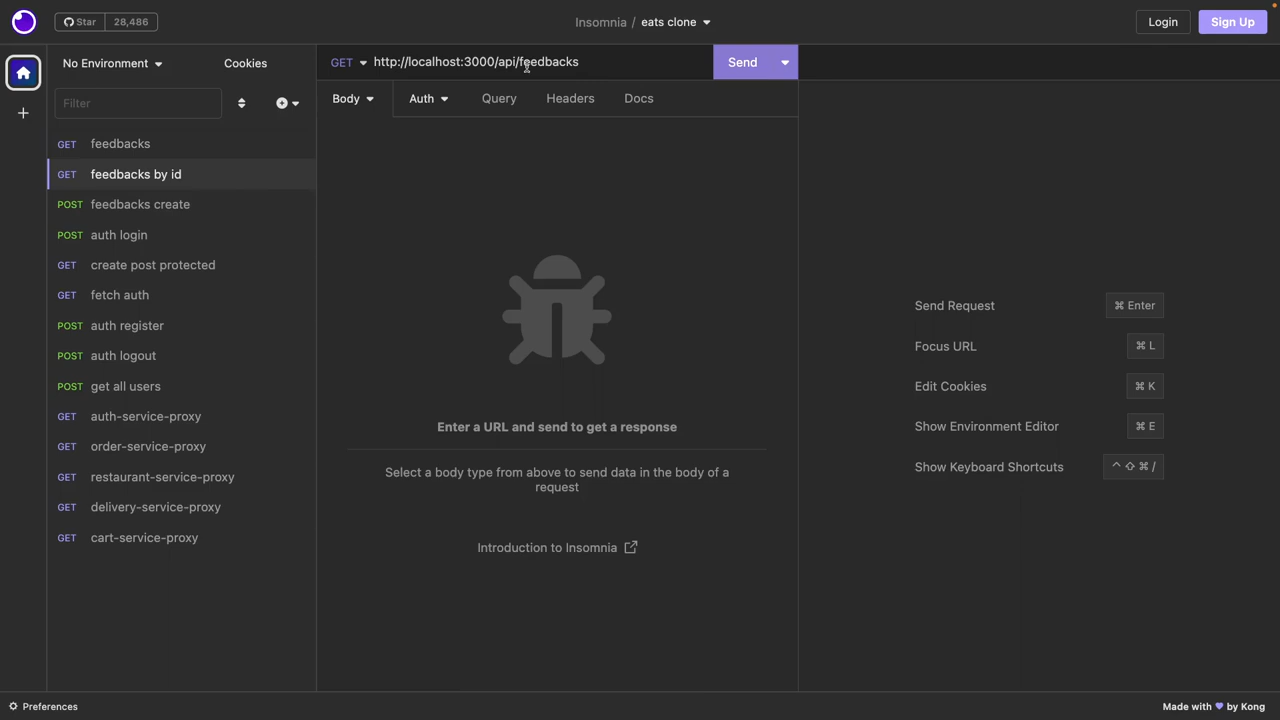 Star 28,486
Insomnia / eats clone
Login
Sign Up
No Environment
Cookies
GET http://localhost:3000/api/feedbacks
Send
Filter
Body
Auth
Query
Headers
Docs
GET feedbacks
GET feedbacks by id
POST feedbacks create
POST auth login
GET create post protected
GET fetch auth
POST auth register
POST auth logout
POST get all users
GET auth-service-proxy
GET order-service-proxy
GET restaurant-service-proxy
GET delivery-service-proxy
GET cart-service-proxy
Enter a URL and send to get a response
Select a body type from above to send data in the body of a
request
Introduction to Insomnia
Send Request ⌘ Enter
Focus URL ⌘ L
Edit Cookies ⌘ K
Show Environment Editor ⌘ E
Show Keyboard Shortcuts ⌃ ⇧ ⌘ /
Preferences
Made with 💜 by Kong